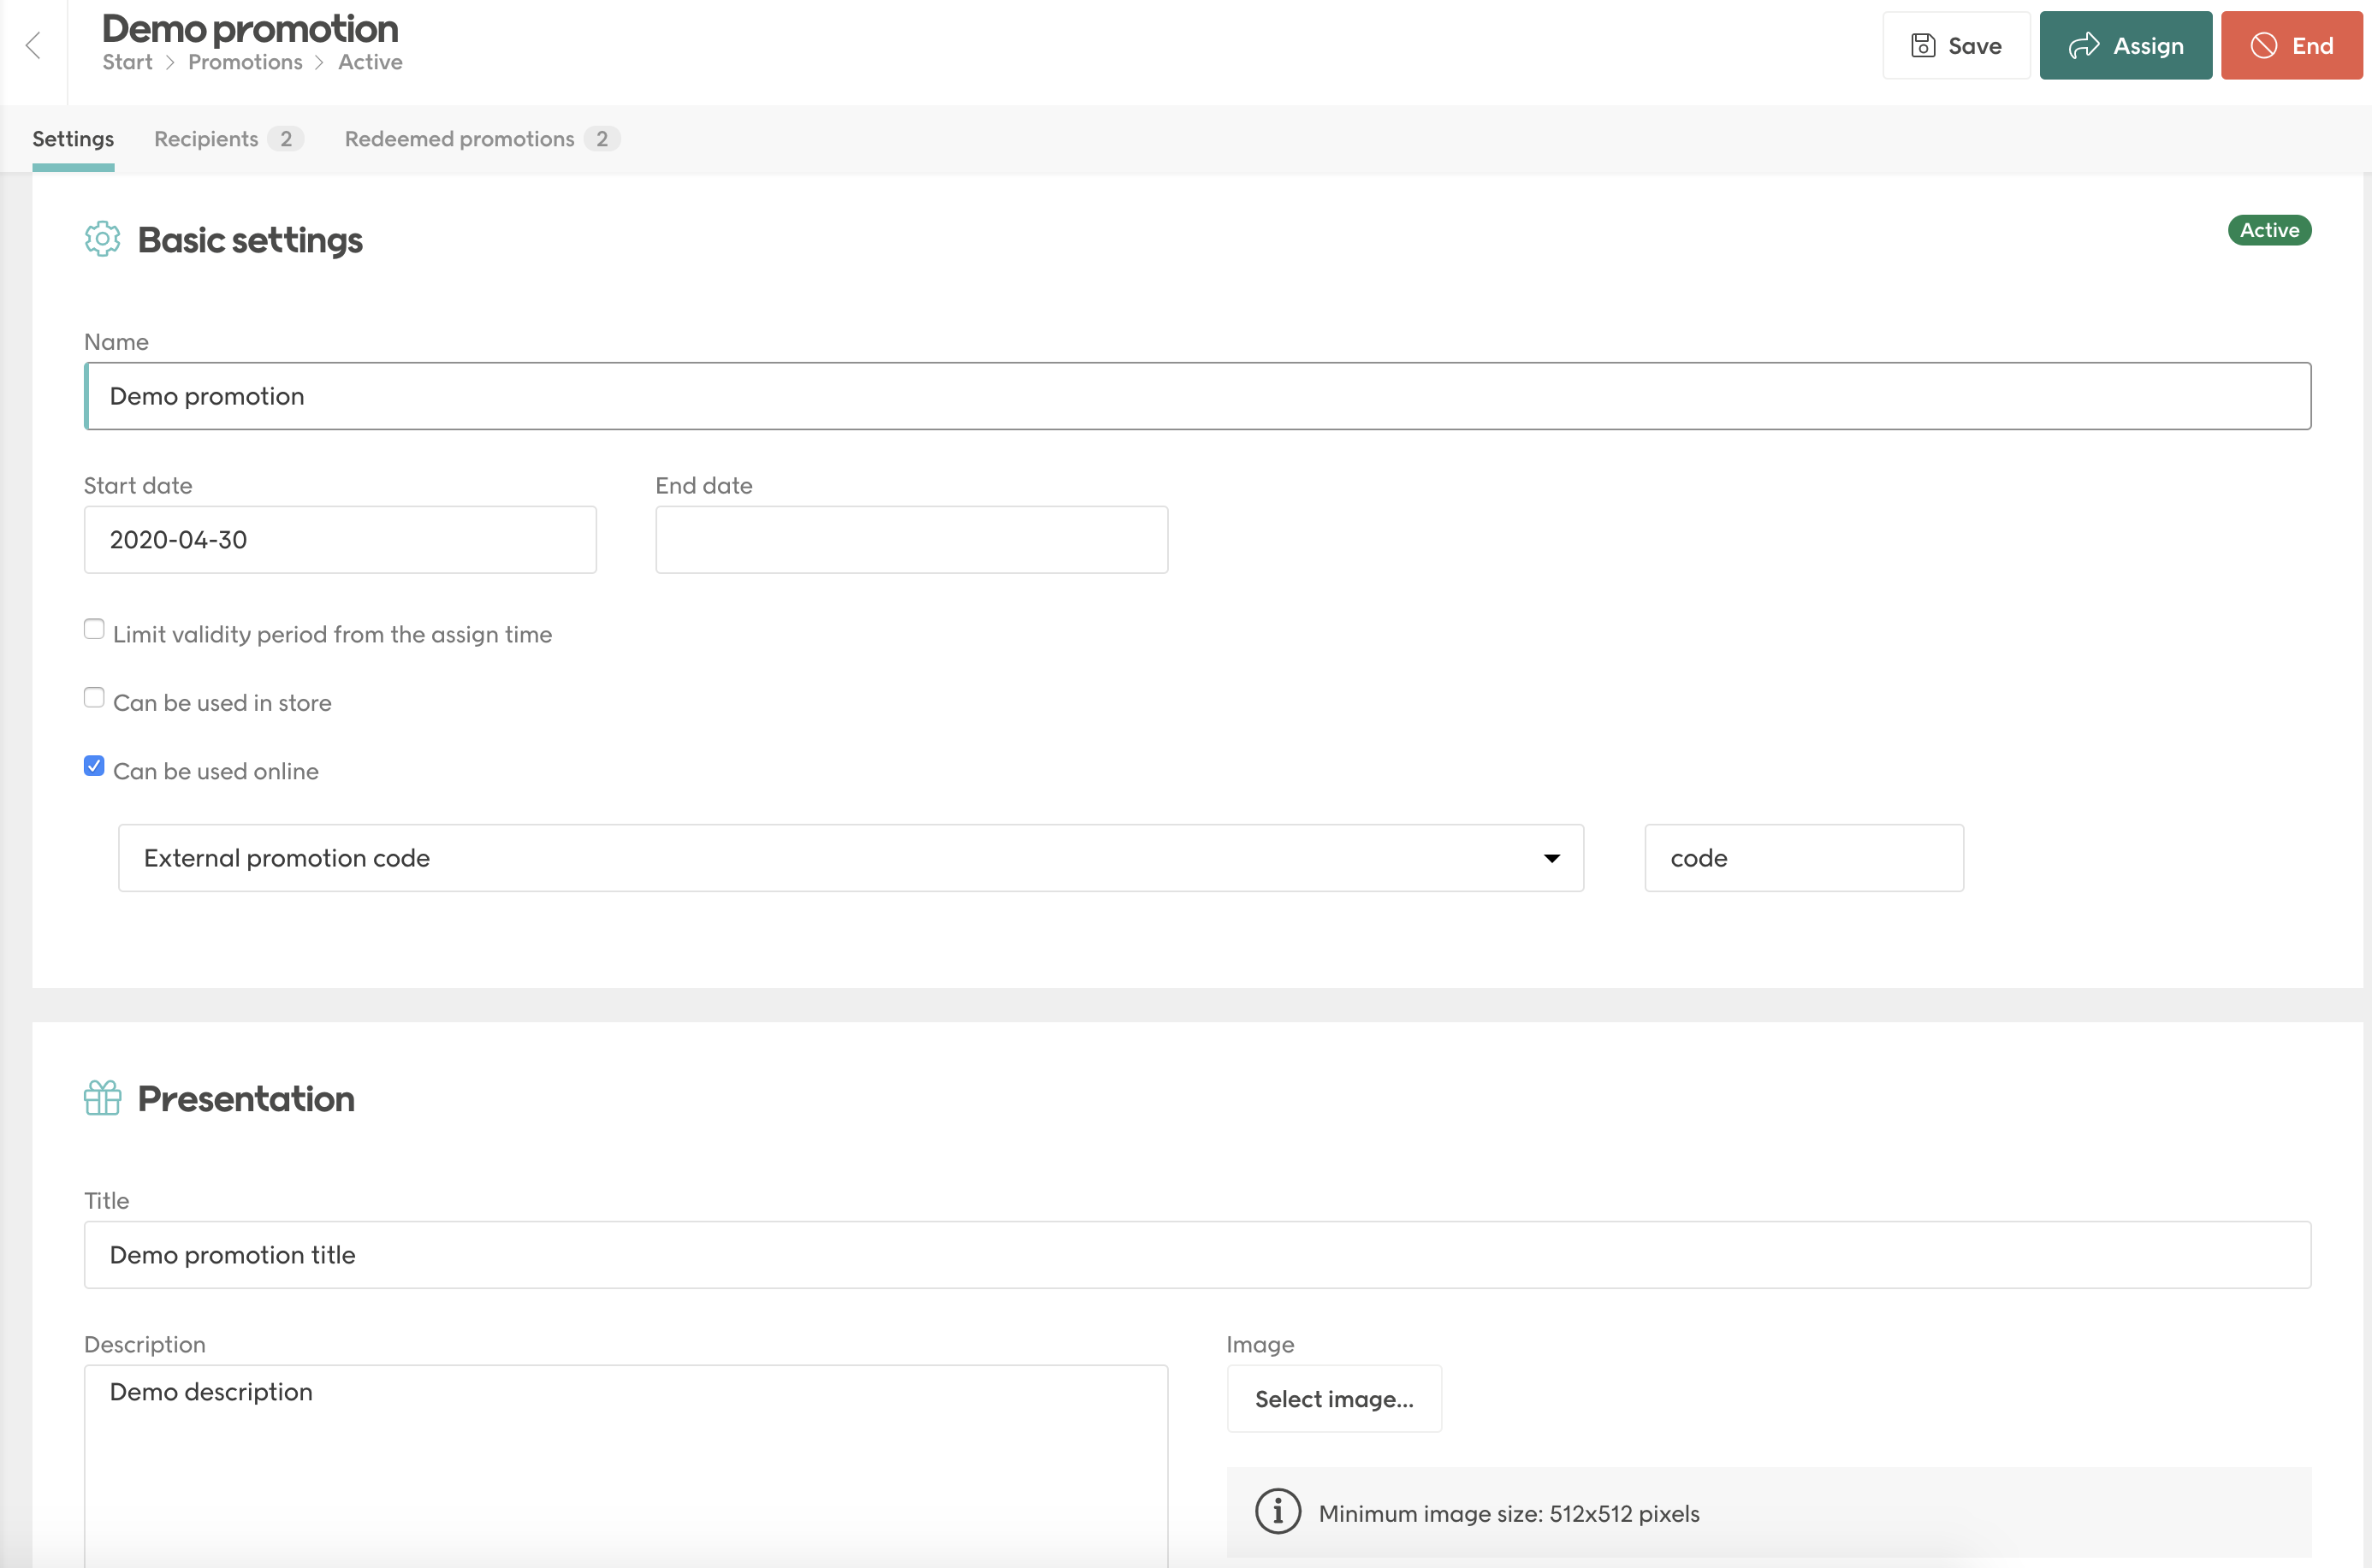 Demo promotion
Start > Promotions > Active
Save
Assign
End
Settings
Recipients 2
Redeemed promotions 2
Basic settings
Active
Name
Demo promotion
Start date
End date
2020-04-30
Limit validity period from the assign time
Can be used in store
Can be used online
External promotion code
code
Presentation
Title
Demo promotion title
Description
Image
Demo description
Select image...
Minimum image size: 512x512 pixels